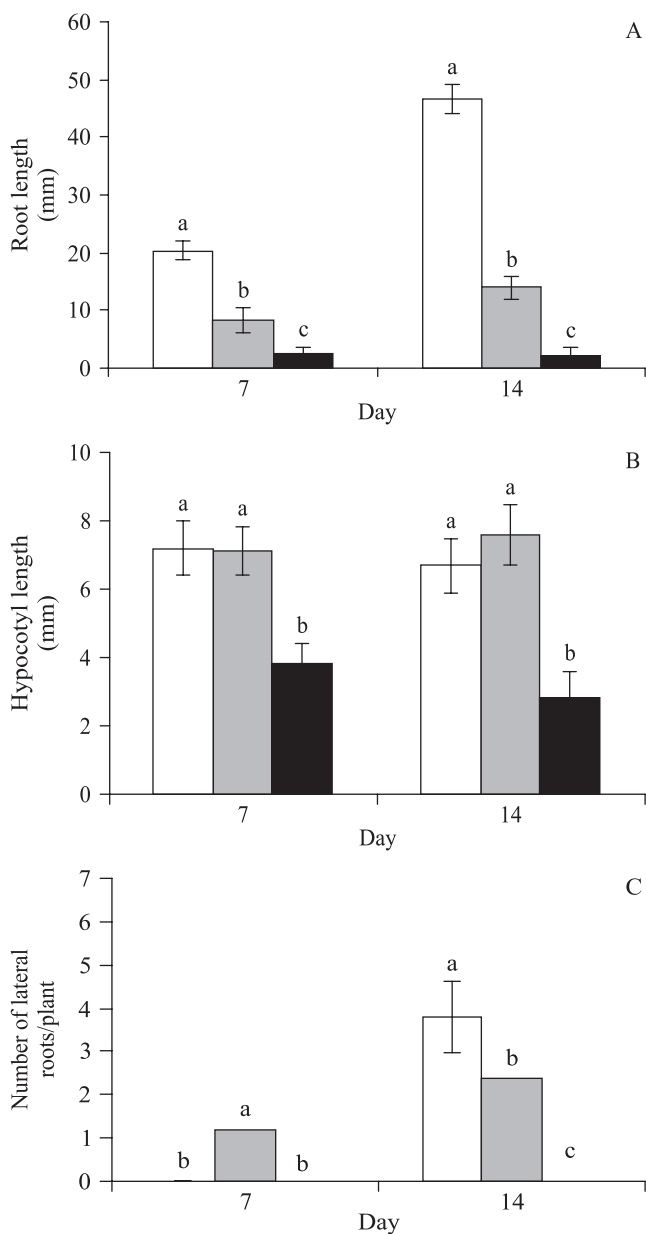 A
Root length
(mm)
60
50
40
30
20
10
0
a
b
c
a
b
c
7
14
Day
B
Hypocotyl length
(mm)
10
8
6
4
2
0
a
a
b
a
a
b
7
14
Day
C
Number of lateral
roots/plant
7
6
5
4
3
2
1
0
b
a
b
a
b
c
7
14
Day